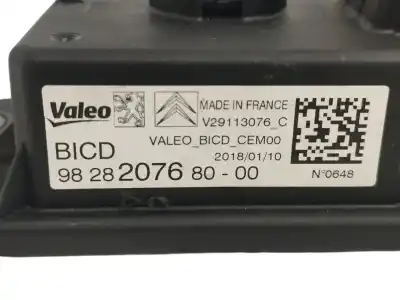 Valeo
MADE IN FRANCE
V29113076_C
BICD
VALEO_BICD_CEM00
2018/01/10
98 28 2076 80-00
N°0648